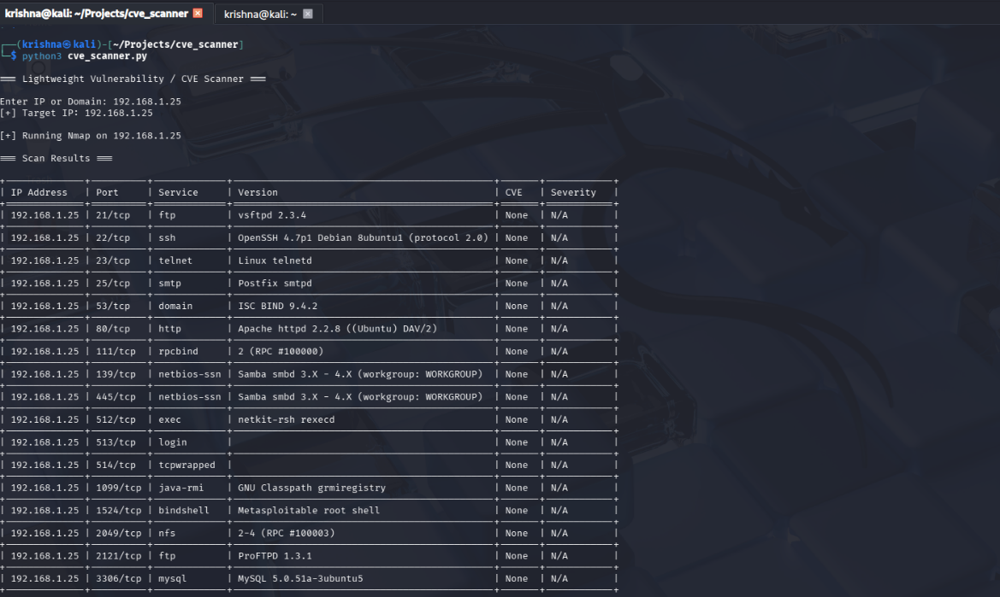 krishna@kali: ~/Projects/cve_scanner krishna@kali: ~
(krishna㉿kali)-[~/Projects/cve_scanner]
$ python3 cve_scanner.py
=== Lightweight Vulnerability / CVE Scanner ===
Enter IP or Domain: 192.168.1.25
[+] Target IP: 192.168.1.25
[+] Running Nmap on 192.168.1.25
=== Scan Results ===
| IP Address | Port | Service | Version | CVE | Severity |
| 192.168.1.25 | 21/tcp | ftp | vsftpd 2.3.4 | None | N/A |
| 192.168.1.25 | 22/tcp | ssh | OpenSSH 4.7p1 Debian 8ubuntu1 (protocol 2.0) | None | N/A |
| 192.168.1.25 | 23/tcp | telnet | Linux telnetd | None | N/A |
| 192.168.1.25 | 25/tcp | smtp | Postfix smtpd | None | N/A |
| 192.168.1.25 | 53/tcp | domain | ISC BIND 9.4.2 | None | N/A |
| 192.168.1.25 | 80/tcp | http | Apache httpd 2.2.8 ((Ubuntu) DAV/2) | None | N/A |
| 192.168.1.25 | 111/tcp | rpcbind | 2 (RPC #100000) | None | N/A |
| 192.168.1.25 | 139/tcp | netbios-ssn | Samba smbd 3.X - 4.X (workgroup: WORKGROUP) | None | N/A |
| 192.168.1.25 | 445/tcp | netbios-ssn | Samba smbd 3.X - 4.X (workgroup: WORKGROUP) | None | N/A |
| 192.168.1.25 | 512/tcp | exec | netkit-rsh rexecd | None | N/A |
| 192.168.1.25 | 513/tcp | login | | None | N/A |
| 192.168.1.25 | 514/tcp | tcpwrapped | | None | N/A |
| 192.168.1.25 | 1099/tcp | java-rmi | GNU Classpath grmiregistry | None | N/A |
| 192.168.1.25 | 1524/tcp | bindshell | Metasploitable root shell | None | N/A |
| 192.168.1.25 | 2049/tcp | nfs | 2-4 (RPC #100003) | None | N/A |
| 192.168.1.25 | 2121/tcp | ftp | ProFTPD 1.3.1 | None | N/A |
| 192.168.1.25 | 3306/tcp | mysql | MySQL 5.0.51a-3ubuntu5 | None | N/A |